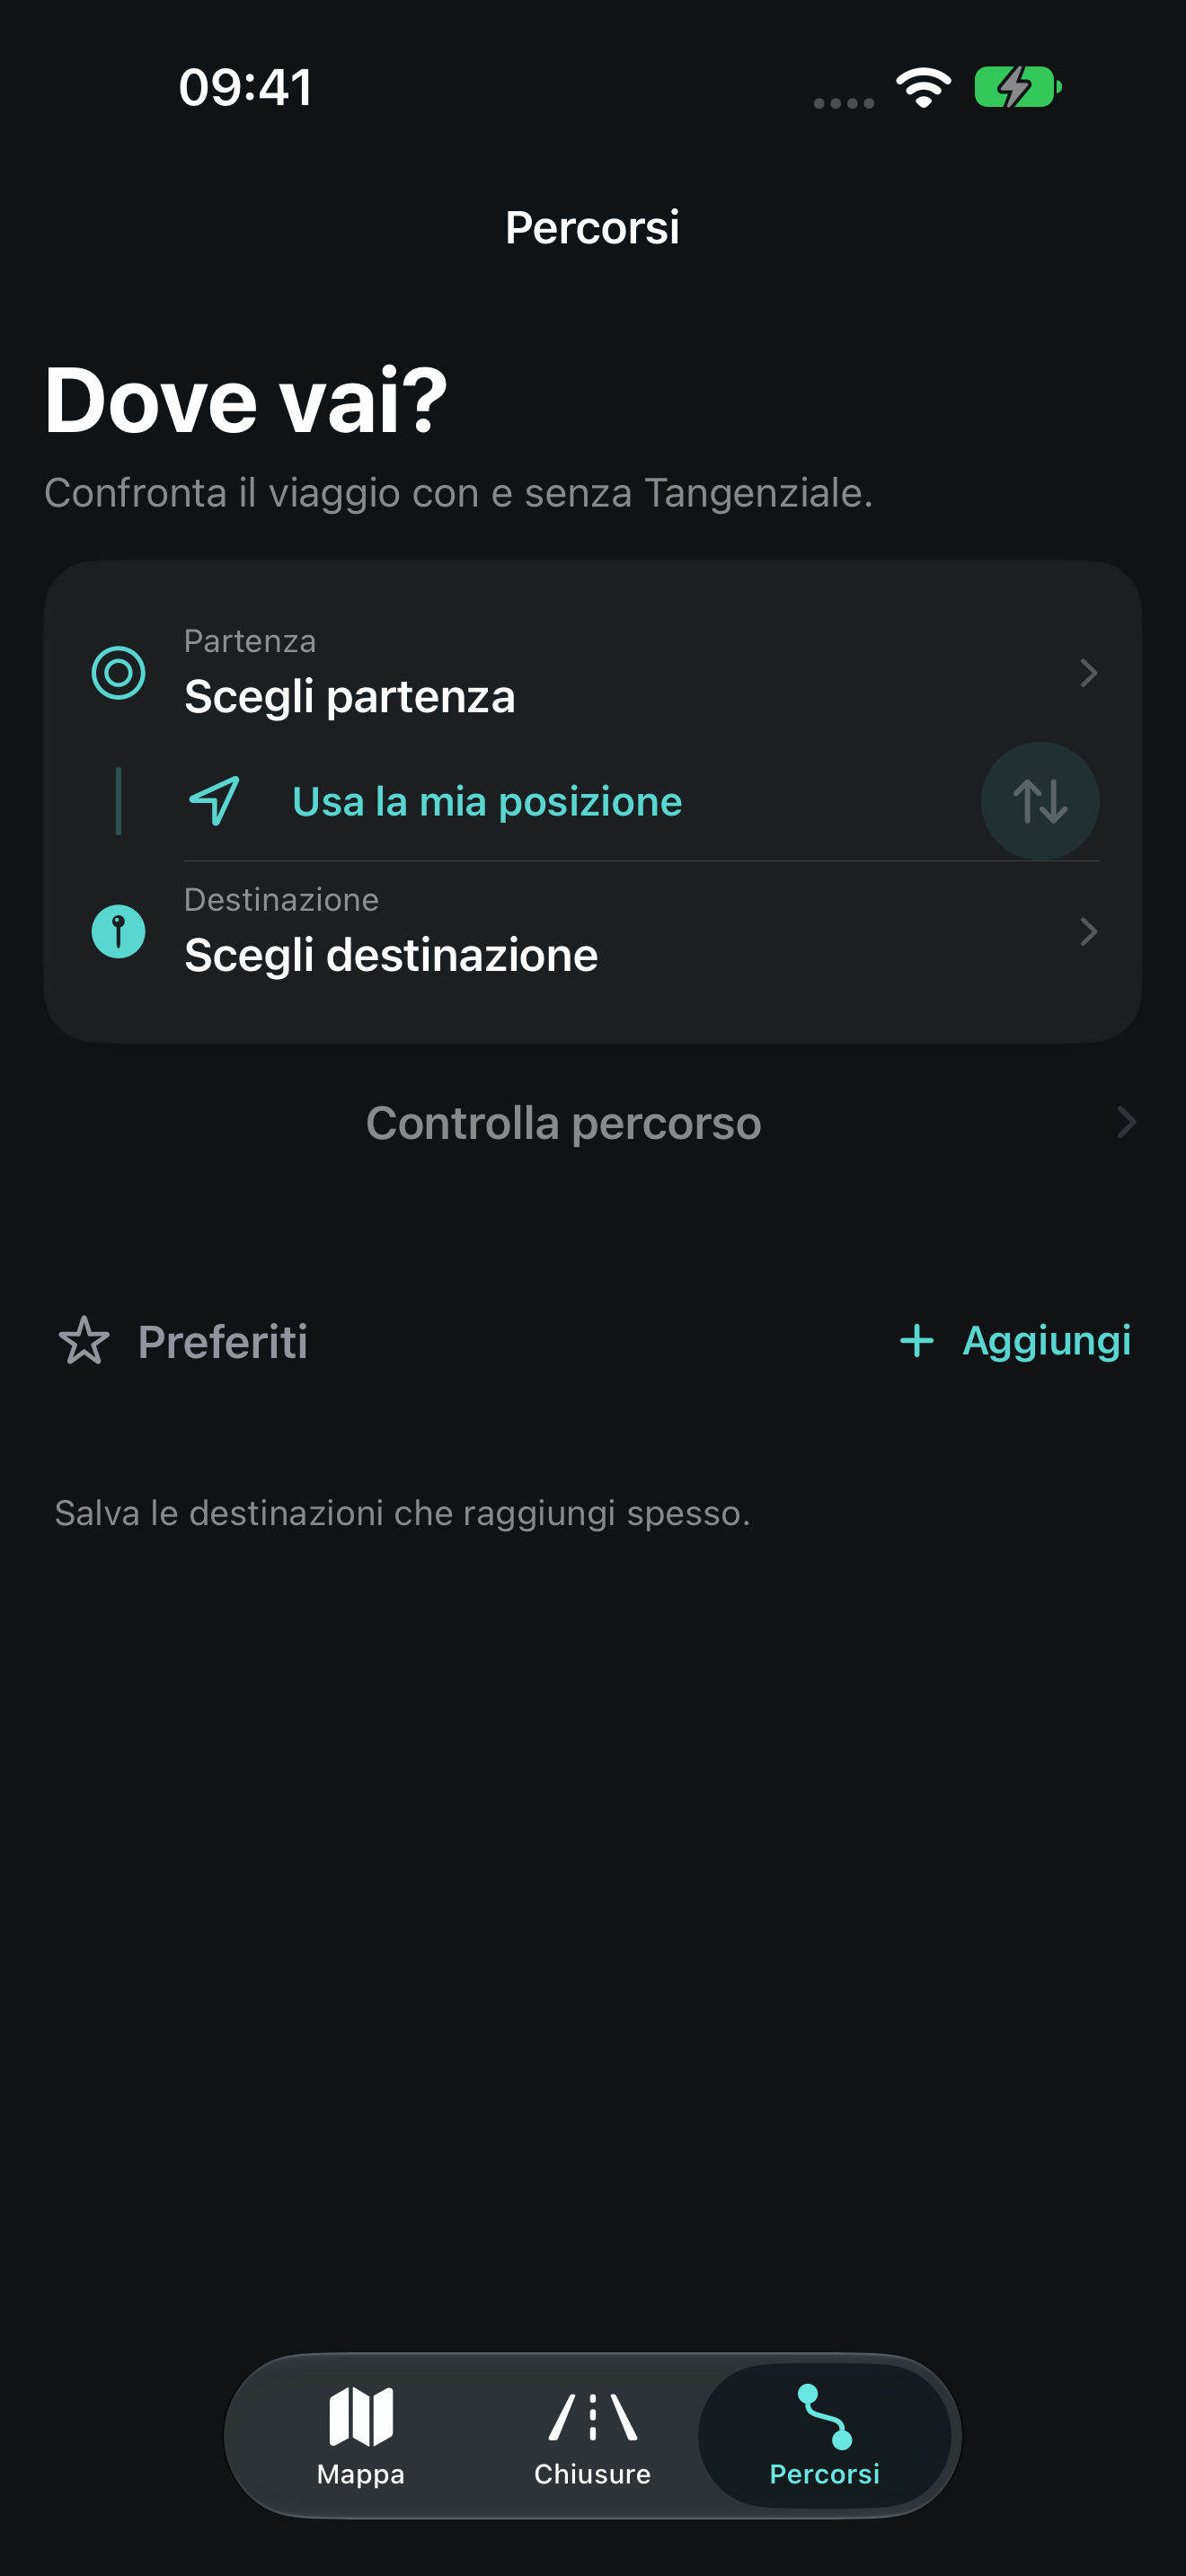 09:41
Percorsi
Dove vai?
Confronta il viaggio con e senza Tangenziale.
Partenza
Scegli partenza
Usa la mia posizione
Destinazione
Scegli destinazione
Controlla percorso
Preferiti
+ Aggiungi
Salva le destinazioni che raggiungi spesso.
Mappa
Chiusure
Percorsi